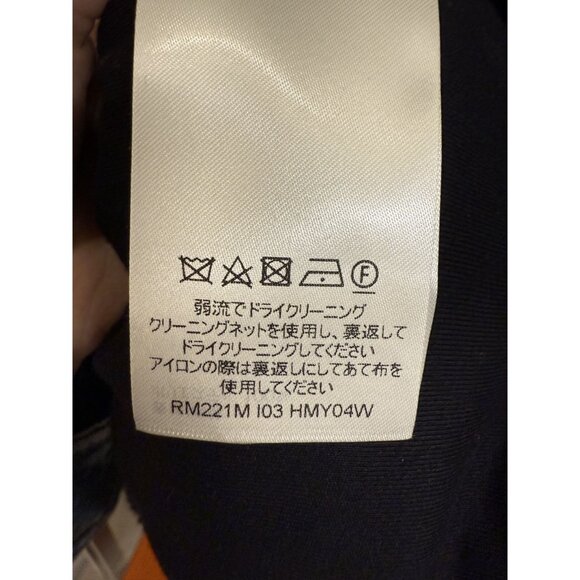 F
弱流でドライクリーニング
クリーニングネットを使用し、裏返して
ドライクリーニングしてください
アイロンの際は裏返しにしてあて布を
使用してください
RM221M I03 HMY04W